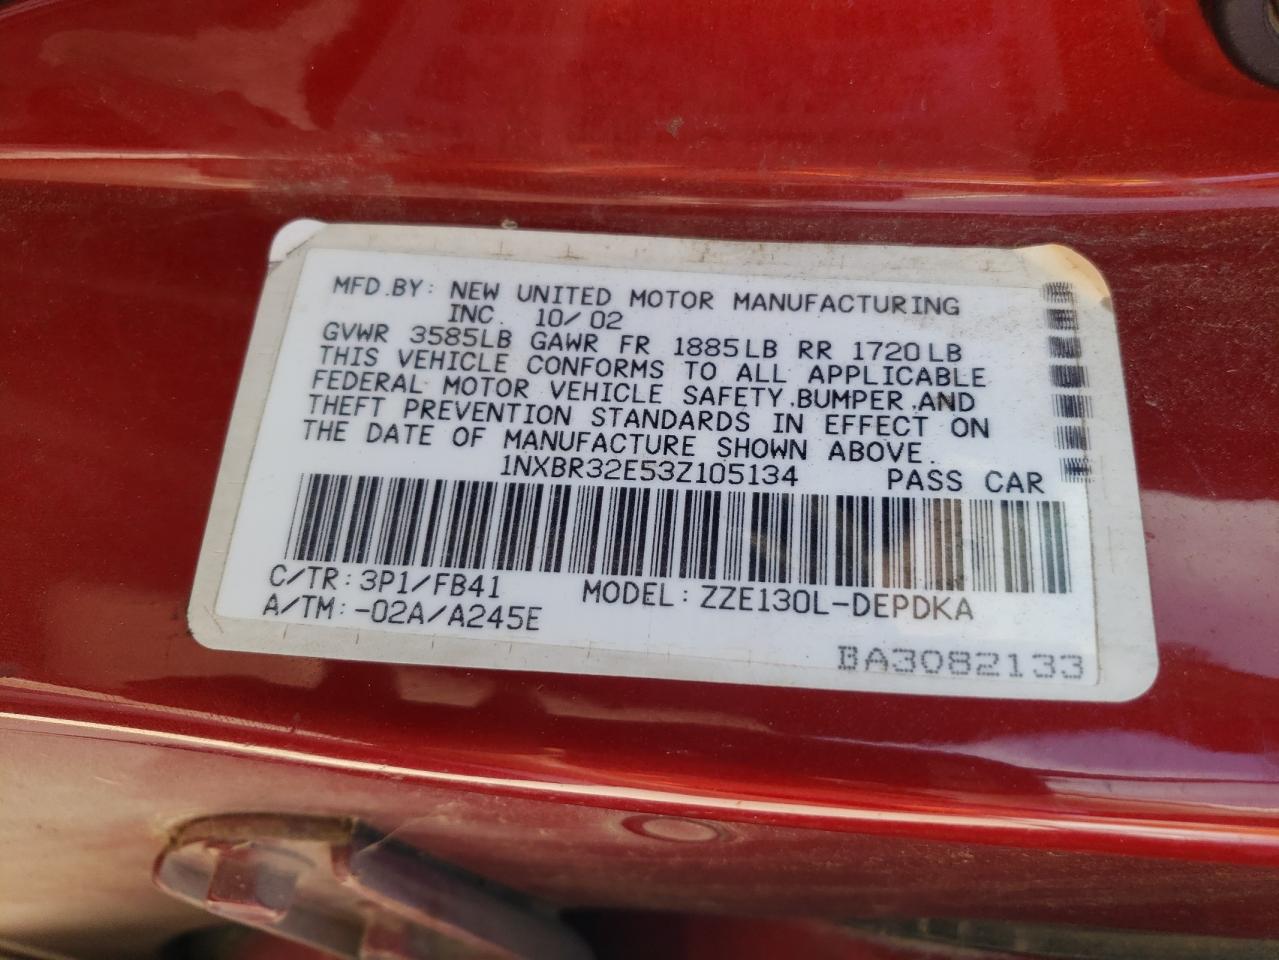 MFD.BY: NEW UNITED MOTOR MANUFACTURING
INC. 10/02
GVWR 3585LB GAWR FR 1885LB RR 1720LB
THIS VEHICLE CONFORMS TO ALL APPLICABLE
FEDERAL MOTOR VEHICLE SAFETY,BUMPER,AND
THEFT PREVENTION STANDARDS IN EFFECT ON
THE DATE OF MANUFACTURE SHOWN ABOVE.
1NXBR32E53Z105134 PASS CAR
C/TR:3P1/FB41 MODEL:ZZE130L-DEPDKA
A/TM:-02A/A245E
BA3082133